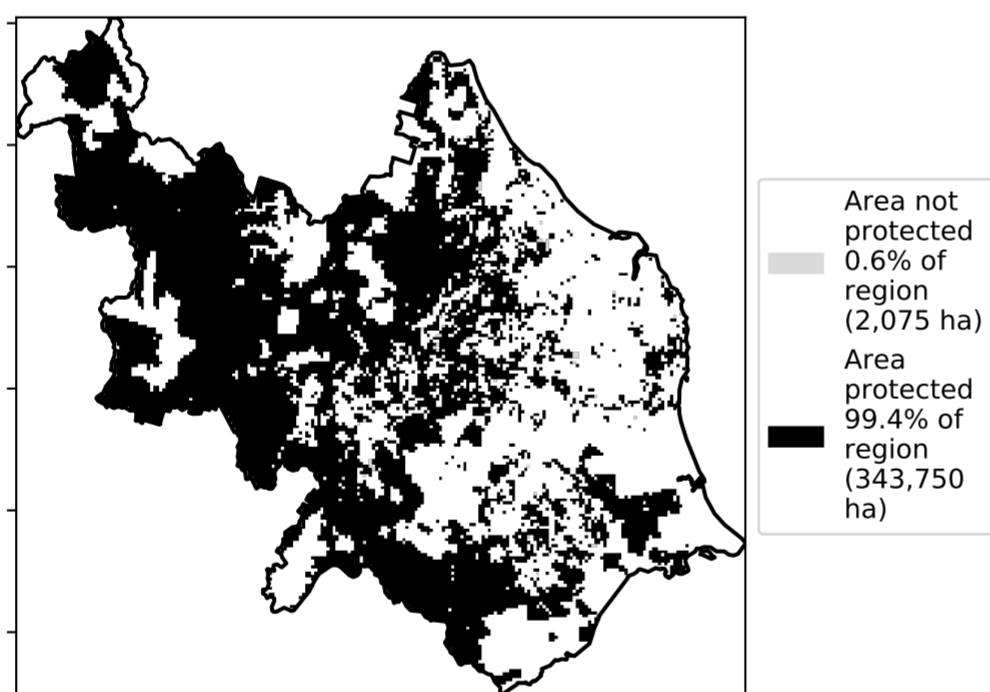 Area not
protected
0.6% of
region
(2,075 ha)
Area
protected
99.4% of
region
(343,750
ha)